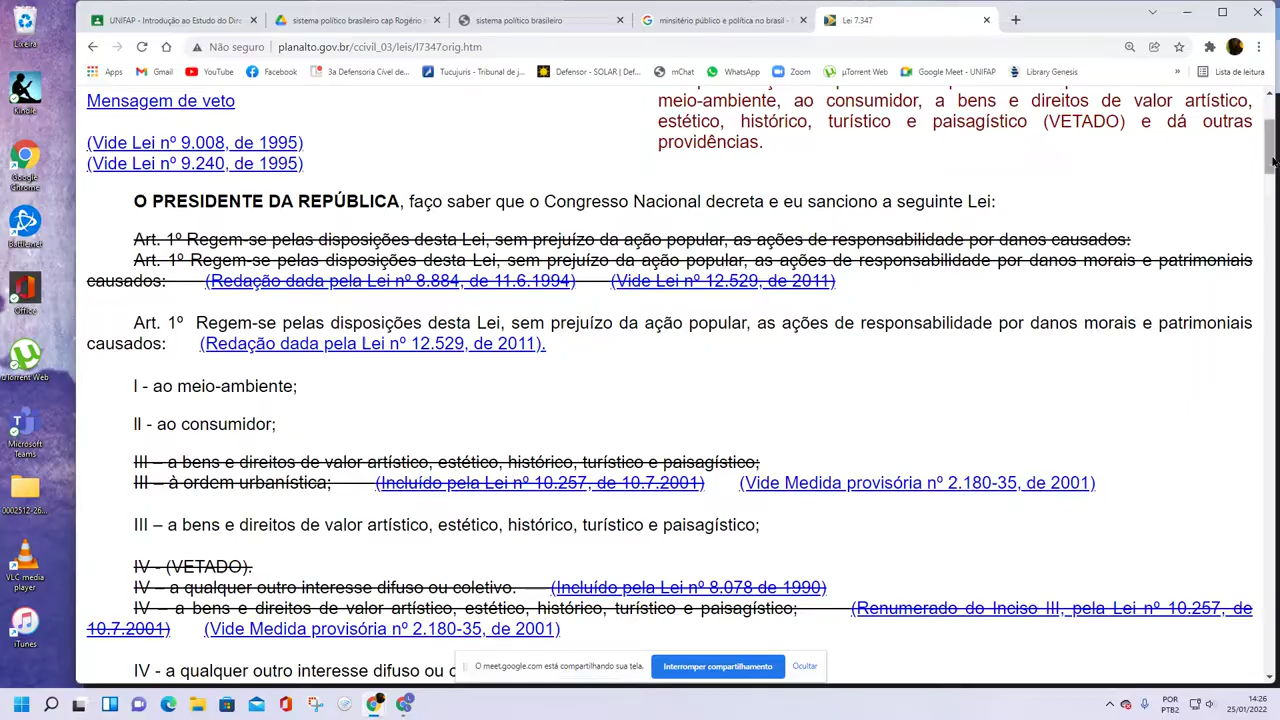 Lixeira
Kindle
Google
Chrome
Battle.net
Office
uTorrent Web
Microsoft
Teams
0002512-26...
VLC media
player
iTunes
UNIFAP - Introdução ao Estudo do Dire
sistema político brasileiro cap Rogério
sistema político brasileiro
minsitério público e política no brasil -
Lei 7.347
Não seguro
planalto.gov.br/ccivil_03/leis/l7347orig.htm
Apps
Gmail
YouTube
Facebook
3a Defensoria Cível de...
Tucujuris - Tribunal de j...
Defensor - SOLAR | Def...
mChat
WhatsApp
Zoom
µTorrent Web
Google Meet - UNIFAP
Library Genesis
»
Lista de leitura
Mensagem de veto
meio-ambiente, ao consumidor, a bens e direitos de valor artístico,
estético, histórico, turístico e paisagístico (VETADO) e dá outras
providências.
(Vide Lei nº 9.008, de 1995)
(Vide Lei nº 9.240, de 1995)
O PRESIDENTE DA REPÚBLICA, faço saber que o Congresso Nacional decreta e eu sanciono a seguinte Lei:
Art. 1º Regem-se pelas disposições desta Lei, sem prejuízo da ação popular, as ações de responsabilidade por danos causados:
Art. 1º Regem-se pelas disposições desta Lei, sem prejuízo da ação popular, as ações de responsabilidade por danos morais e patrimoniais
causados: (Redação dada pela Lei nº 8.884, de 11.6.1994) (Vide Lei nº 12.529, de 2011)
Art. 1º Regem-se pelas disposições desta Lei, sem prejuízo da ação popular, as ações de responsabilidade por danos morais e patrimoniais
causados: (Redação dada pela Lei nº 12.529, de 2011).
I - ao meio-ambiente;
II - ao consumidor;
III – a bens e direitos de valor artístico, estético, histórico, turístico e paisagístico;
III – à ordem urbanística; (Incluído pela Lei nº 10.257, de 10.7.2001) (Vide Medida provisória nº 2.180-35, de 2001)
III – a bens e direitos de valor artístico, estético, histórico, turístico e paisagístico;
IV - (VETADO).
IV – a qualquer outro interesse difuso ou coletivo. (Incluído pela Lei nº 8.078 de 1990)
IV – a bens e direitos de valor artístico, estético, histórico, turístico e paisagístico; (Renumerado do Inciso III, pela Lei nº 10.257, de
10.7.2001) (Vide Medida provisória nº 2.180-35, de 2001)
IV - a qualquer outro interesse difuso ou c
O meet.google.com está compartilhando sua tela.
Interromper compartilhamento
Ocultar
POR
PTB2
14:26
25/01/2022